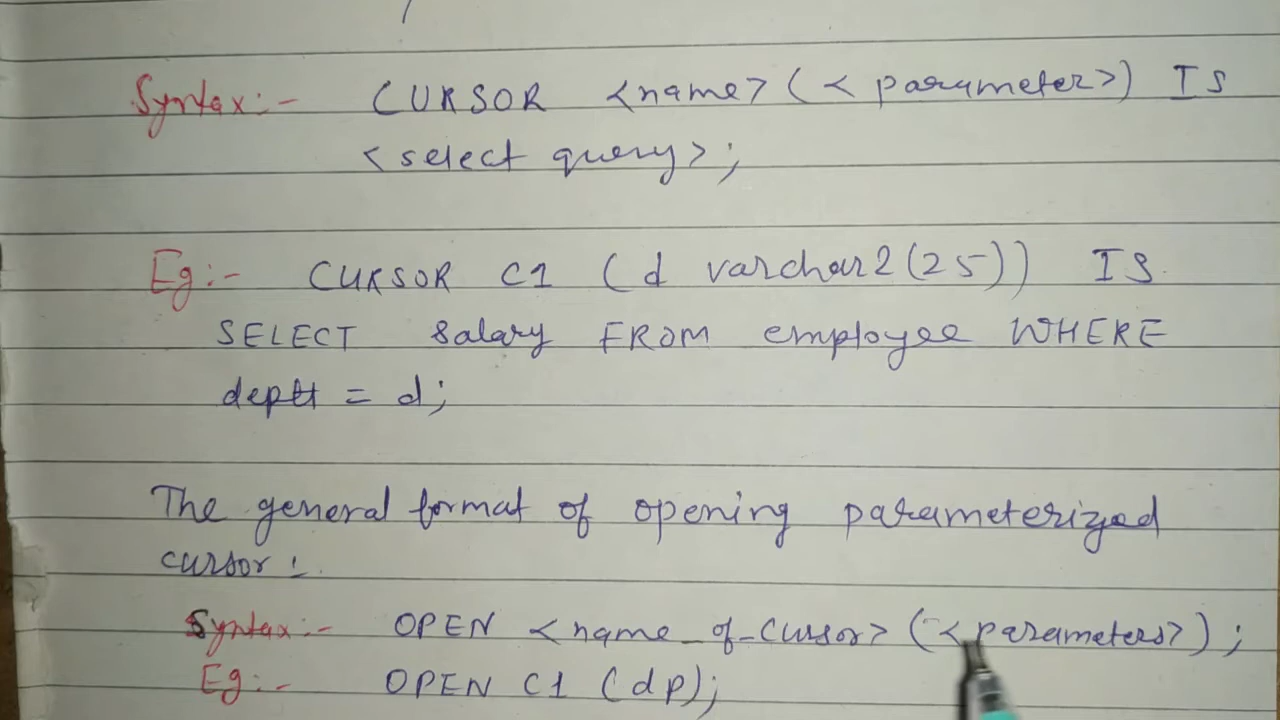 Syntax:- CURSOR <name> (<parameter>) IS
<select query>;
Eg:- CURSOR C1 (d varchar2(25)) IS
SELECT salary FROM employee WHERE
deptt = d;
The general format of opening parameterized
cursor:
Syntax:- OPEN <name_of_cursor> (<parameters>);
Eg:- OPEN C1 (dp);